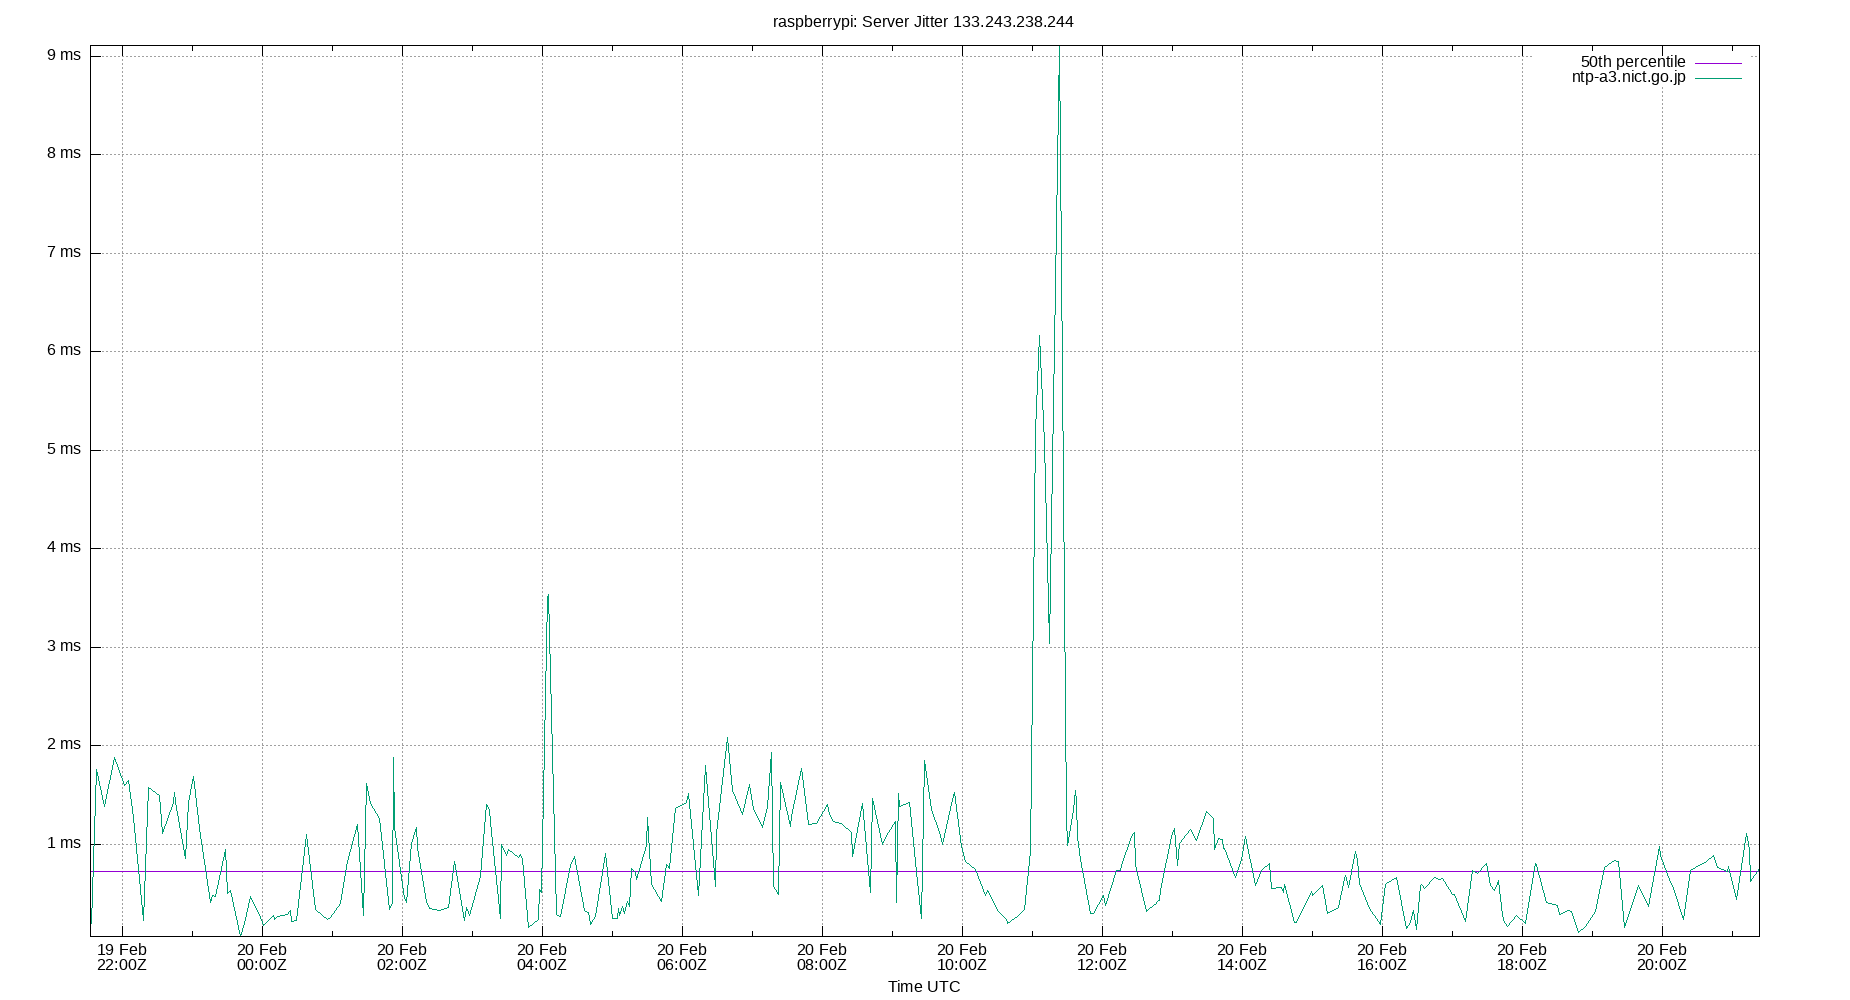 raspberrypi: Server Jitter 133.243.238.244
9 ms
8 ms
7 ms
6 ms
5 ms
4 ms
3 ms
2 ms
1 ms
50th percentile
ntp-a3.nict.go.jp
19 Feb
22:00Z
20 Feb
00:00Z
20 Feb
02:00Z
20 Feb
04:00Z
20 Feb
06:00Z
20 Feb
08:00Z
20 Feb
10:00Z
20 Feb
12:00Z
20 Feb
14:00Z
20 Feb
16:00Z
20 Feb
18:00Z
20 Feb
20:00Z
Time UTC